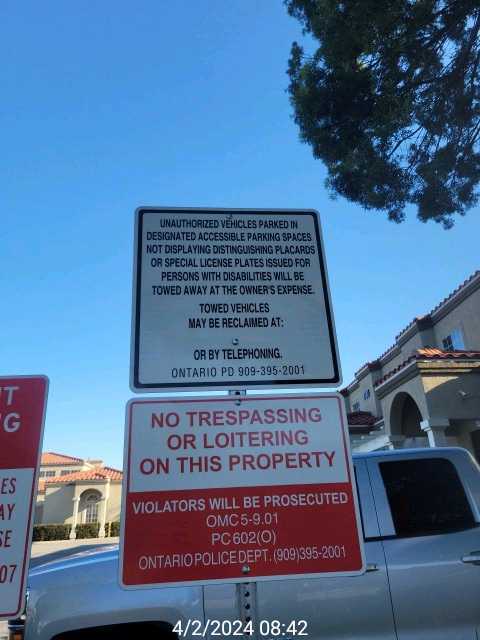 UNAUTHORIZED VEHICLES PARKED IN
DESIGNATED ACCESSIBLE PARKING SPACES
NOT DISPLAYING DISTINGUISHING PLACARDS
OR SPECIAL LICENSE PLATES ISSUED FOR
PERSONS WITH DISABILITIES WILL BE
TOWED AWAY AT THE OWNER'S EXPENSE.
TOWED VEHICLES
MAY BE RECLAIMED AT:
OR BY TELEPHONING.
ONTARIO PD 909-395-2001
NO TRESPASSING
OR LOITERING
ON THIS PROPERTY
VIOLATORS WILL BE PROSECUTED
OMC 5-9.01
PC 602(O)
ONTARIO POLICE DEPT. (909)395-2001
4/2/2024 08:42